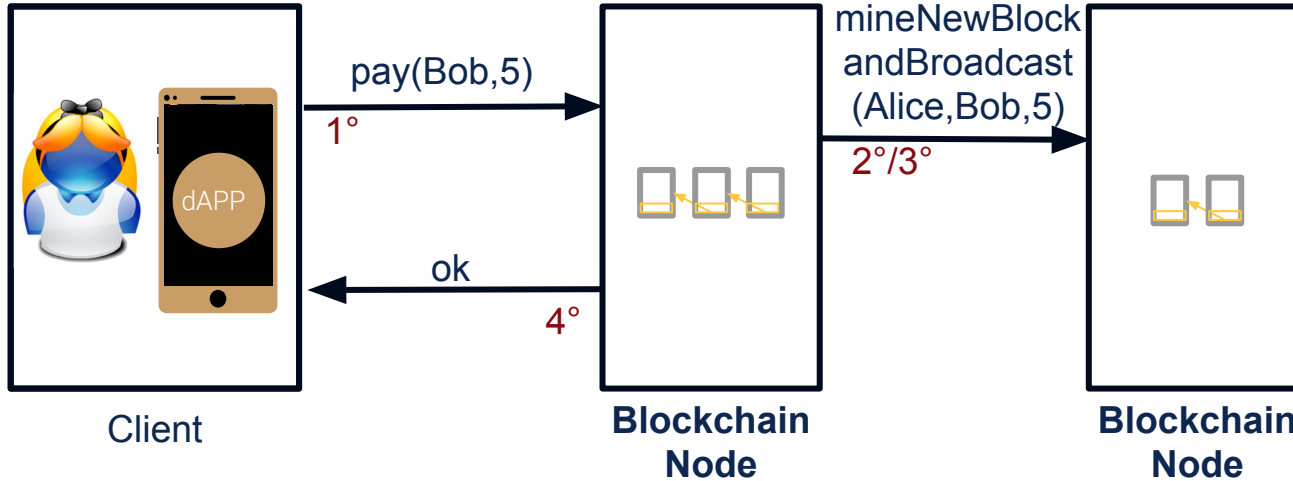 mineNewBlock
andBroadcast
(Alice,Bob,5)
pay(Bob,5)
1°
2°/3°
dAPP
ok
4°
Client
Blockchain
Node
Blockchain
Node